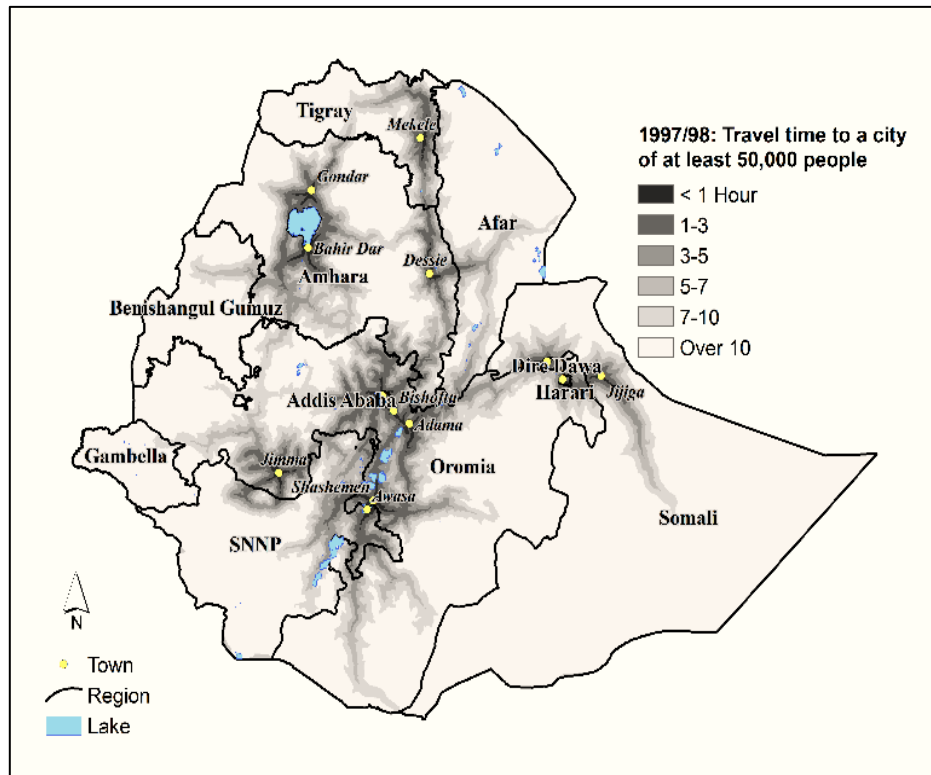 Tigray
Mekele
Gondar
Afar
Bahir Dar
Dessie
Amhara
Benishangul Gumuz
Dire Dawa
Harari
Jijiga
Addis Ababa
Bishoftu
Adama
Gambella
Jimma
Oromia
Shashemen
Awasa
Somali
SNNP
1997/98: Travel time to a city
of at least 50,000 people
< 1 Hour
1-3
3-5
5-7
7-10
Over 10
N
Town
Region
Lake